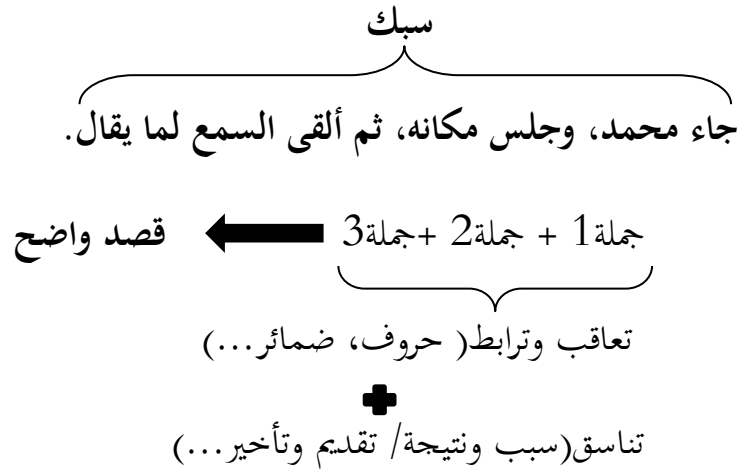 سبك
جاء محمد، وجلس مكانه، ثم ألقى السمع لما يقال.
جملة1 + جملة2 +جملة3 قصد واضح
تعاقب وترابط( حروف، ضمائر...)
تناسق(سبب ونتيجة/ تقديم وتأخير...)